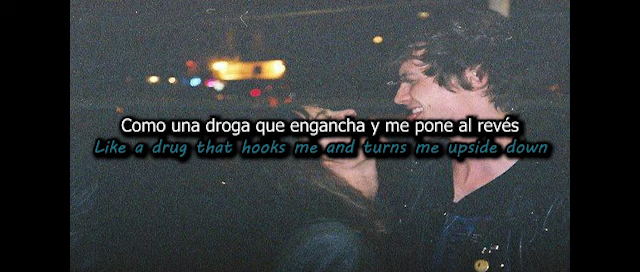 Como una droga que engancha y me pone al revés
Like a drug that hooks me and turns me upside down